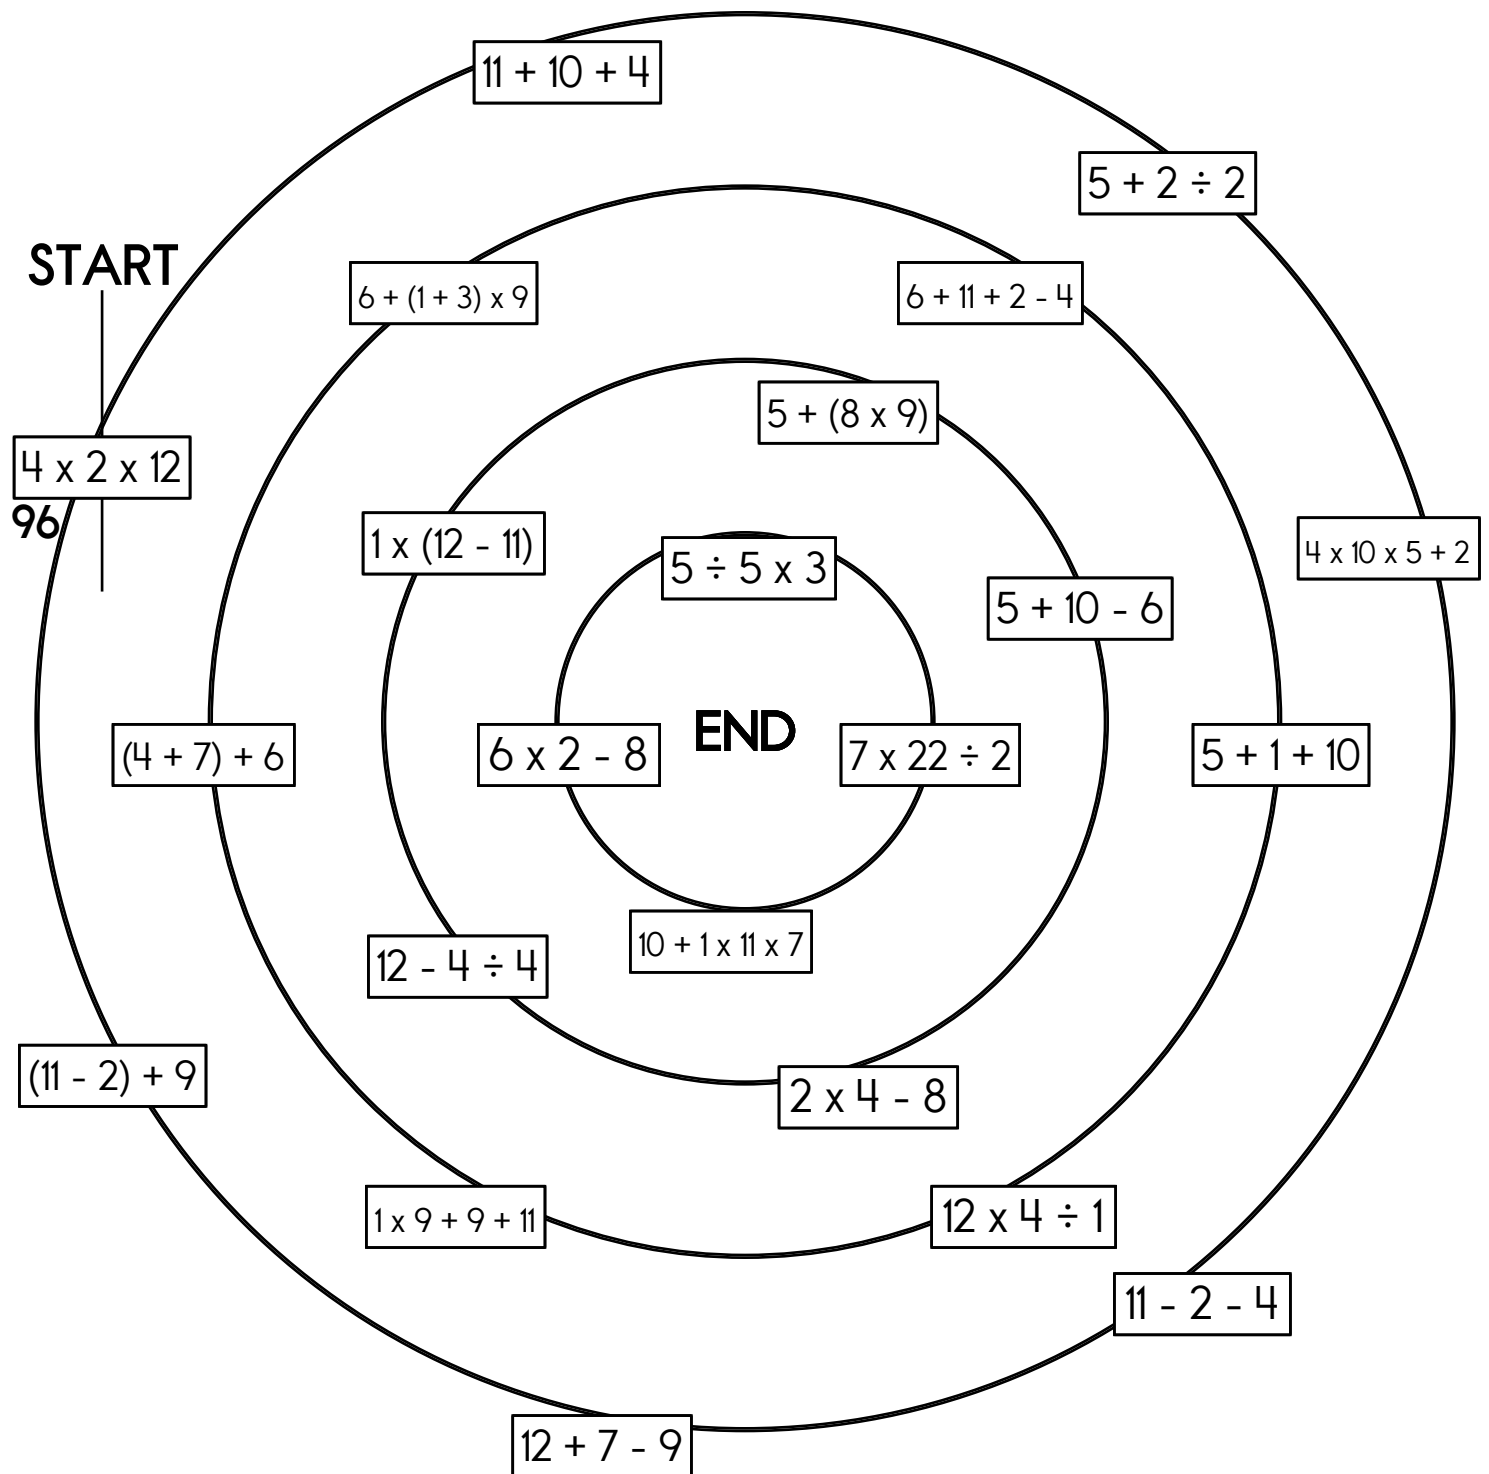 11 + 10 + 4
5 + 2 ÷ 2
START
6 + (1 + 3) x 9
6 + 11 + 2 - 4
5 + (8 x 9)
4 x 2 x 12
96
1 x (12 - 11)
4 x 10 x 5 + 2
5 ÷ 5 x 3
5 + 10 - 6
(4 + 7) + 6
6 x 2 - 8
END
7 x 22 ÷ 2
5 + 1 + 10
10 + 1 x 11 x 7
12 - 4 ÷ 4
(11 - 2) + 9
2 x 4 - 8
1 x 9 + 9 + 11
12 x 4 ÷ 1
11 - 2 - 4
12 + 7 - 9